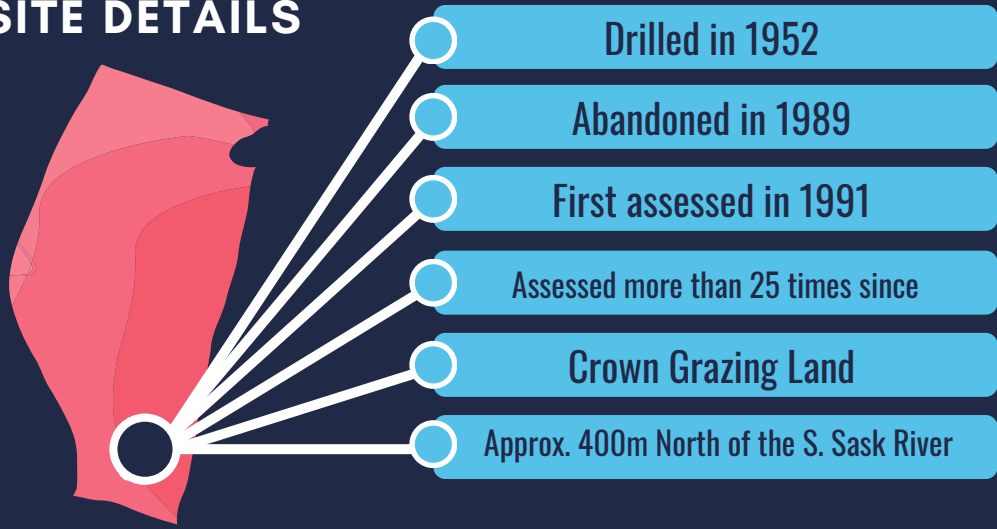 SITE DETAILS
Drilled in 1952
Abandoned in 1989
First assessed in 1991
Assessed more than 25 times since
Crown Grazing Land
Approx. 400m North of the S. Sask River